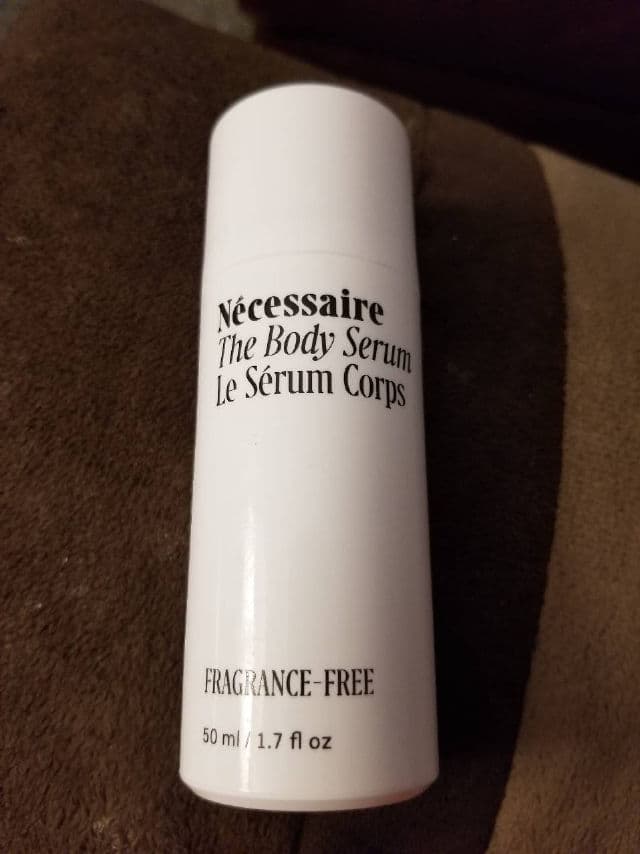 Nécessaire
The Body Serum
Le Sérum Corps
FRAGRANCE-FREE
50 ml / 1.7 fl oz